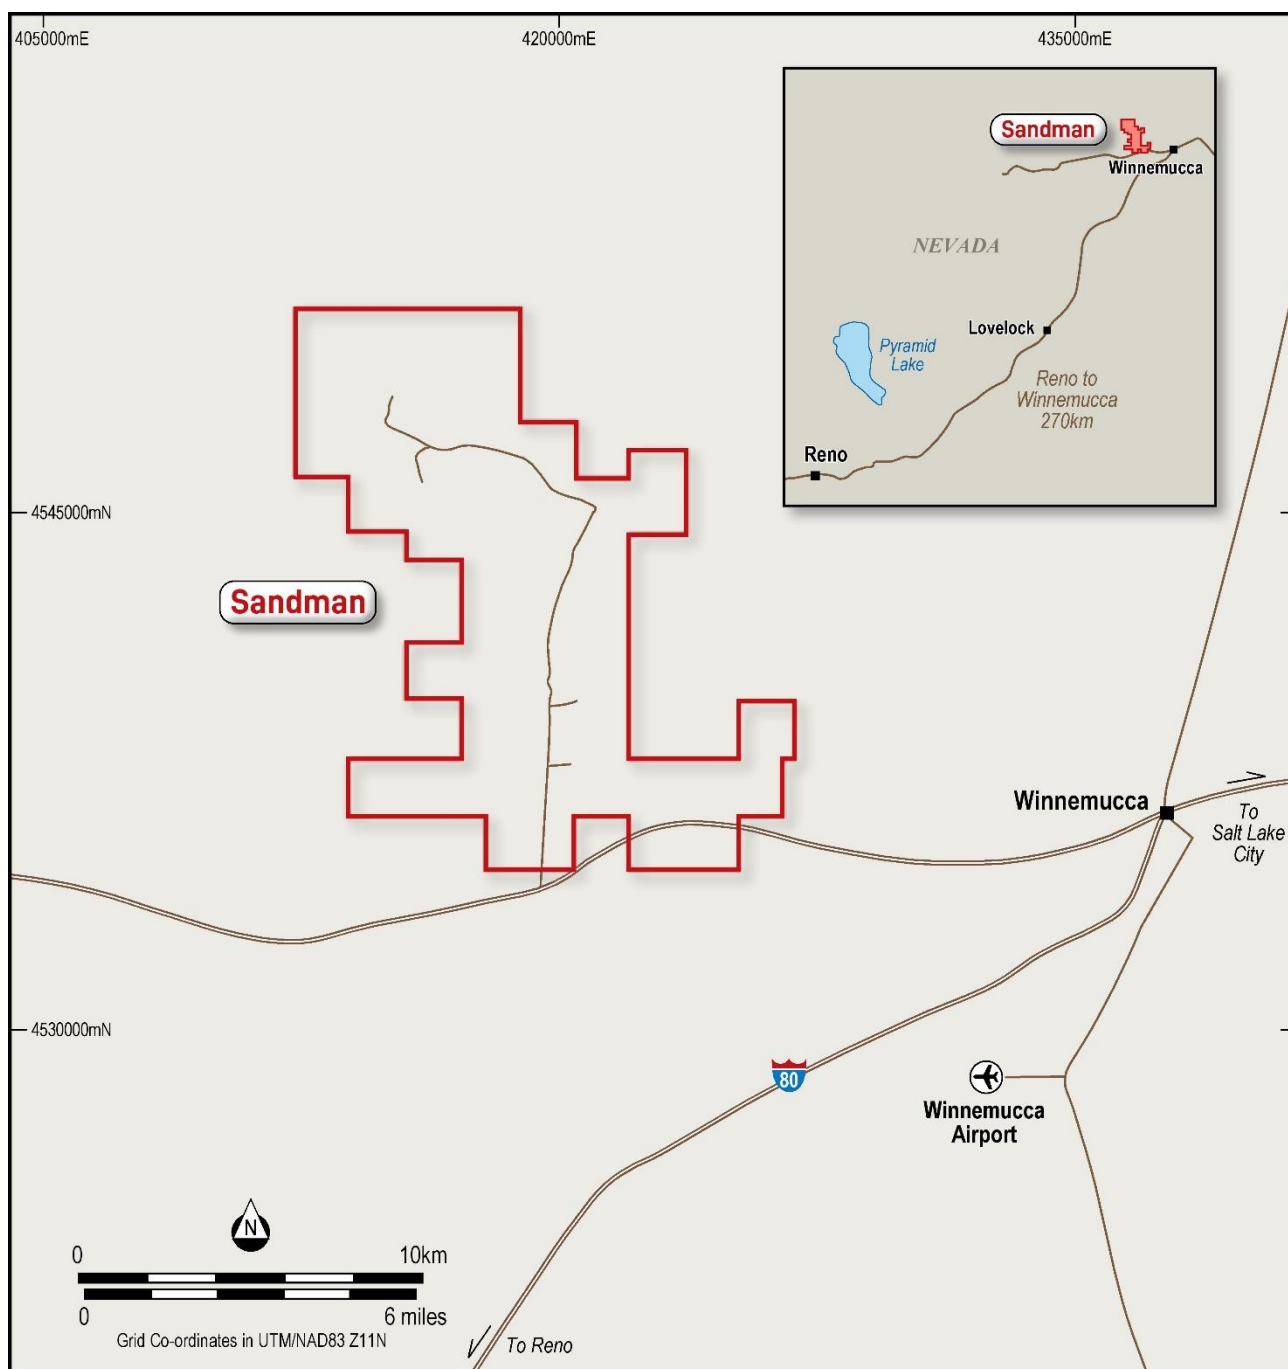 405000mE
420000mE
435000mE
Sandman
Winnemucca
NEVADA
Lovelock
Pyramid
Lake
Reno to
Winnemucca
270km
Reno
4545000mN
Sandman
Winnemucca
To
Salt Lake
City
4530000mN
80
Winnemucca
Airport
N
0
10km
0
6 miles
Grid Co-ordinates in UTM/NAD83 Z11N
To Reno